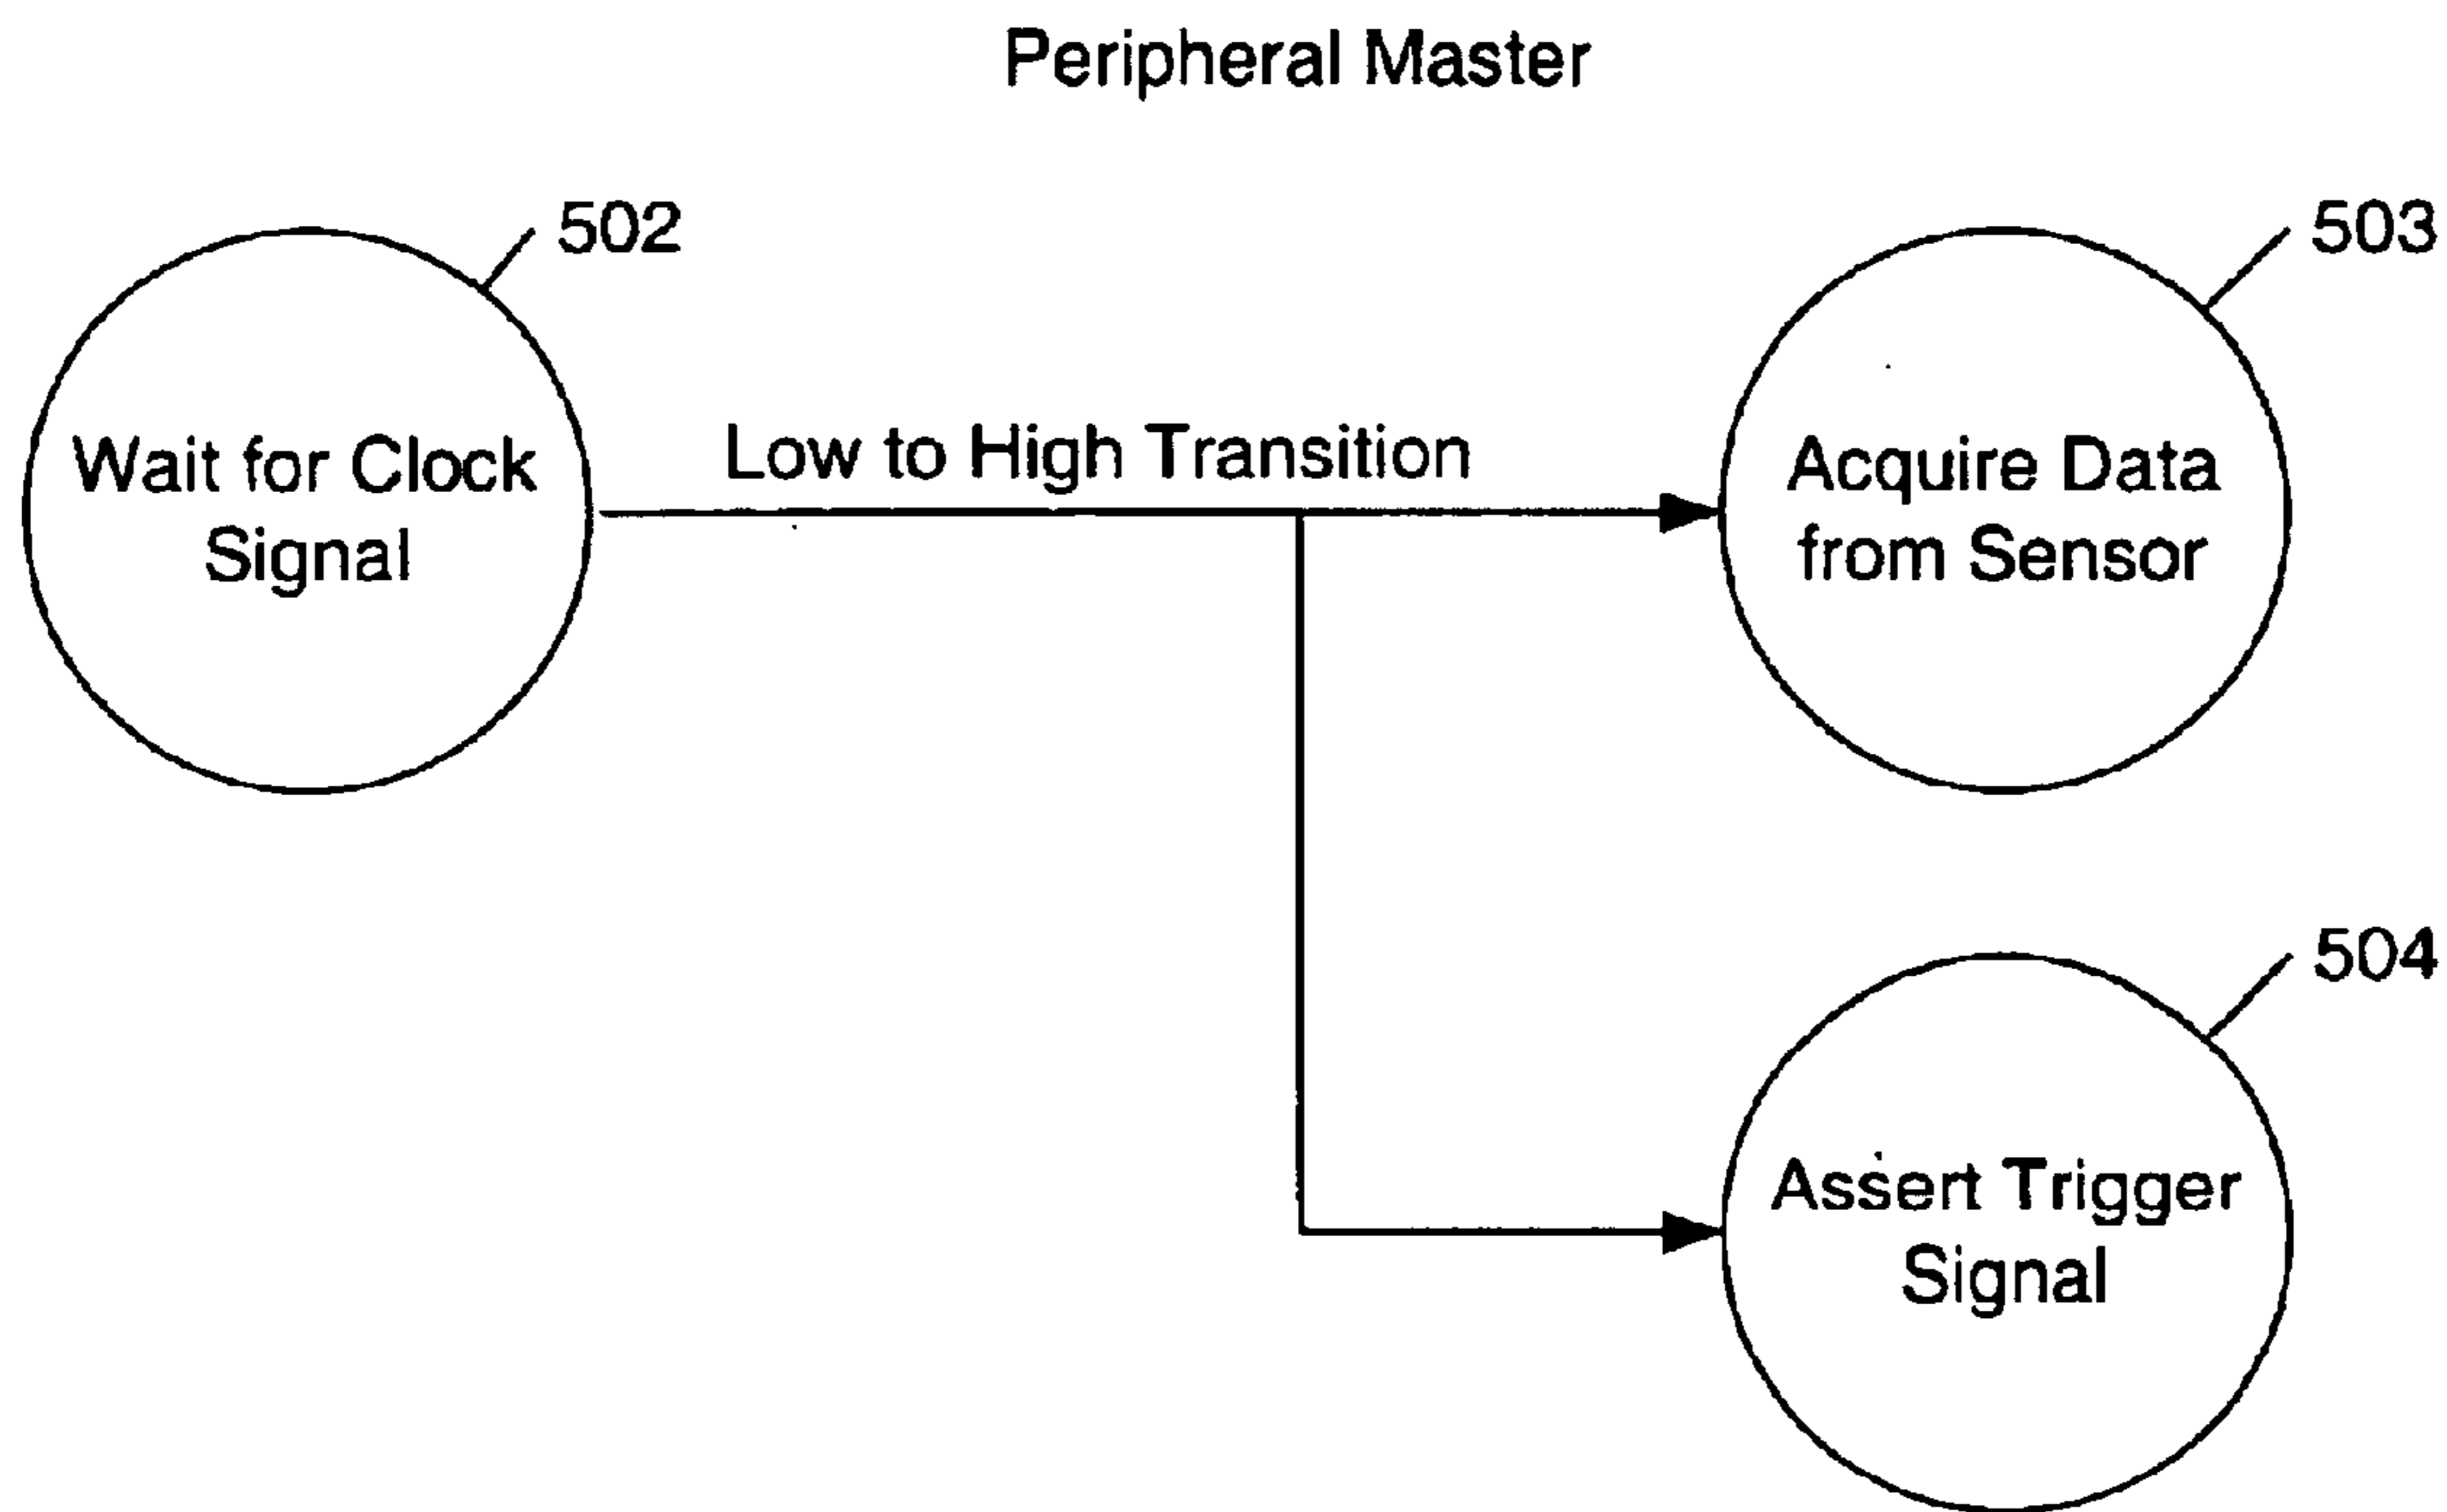 Peripheral Master
502
503
Wait for Clock
Signal
Low to High Transition
Acquire Data
from Sensor
504
Assert Trigger
Signal